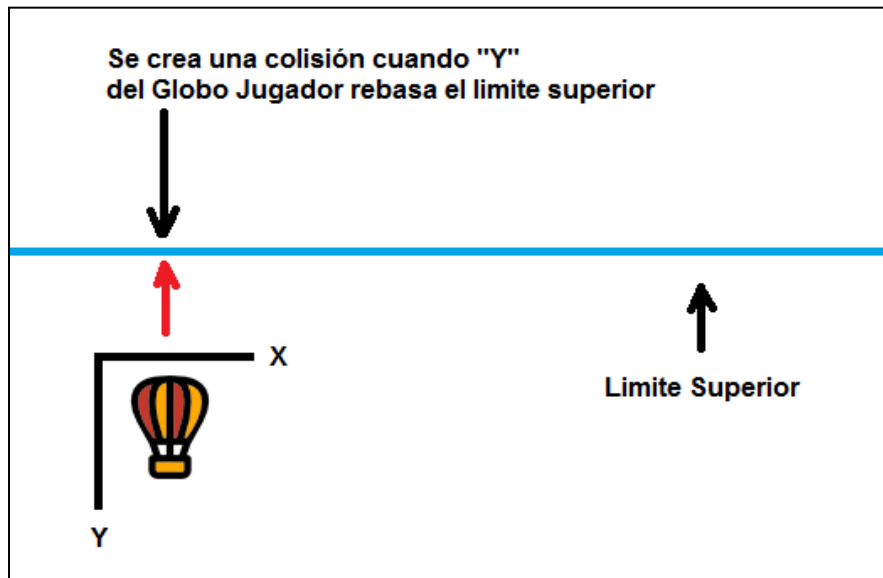 Se crea una colisión cuando "Y"
del Globo Jugador rebasa el limite superior
X
Limite Superior
Y